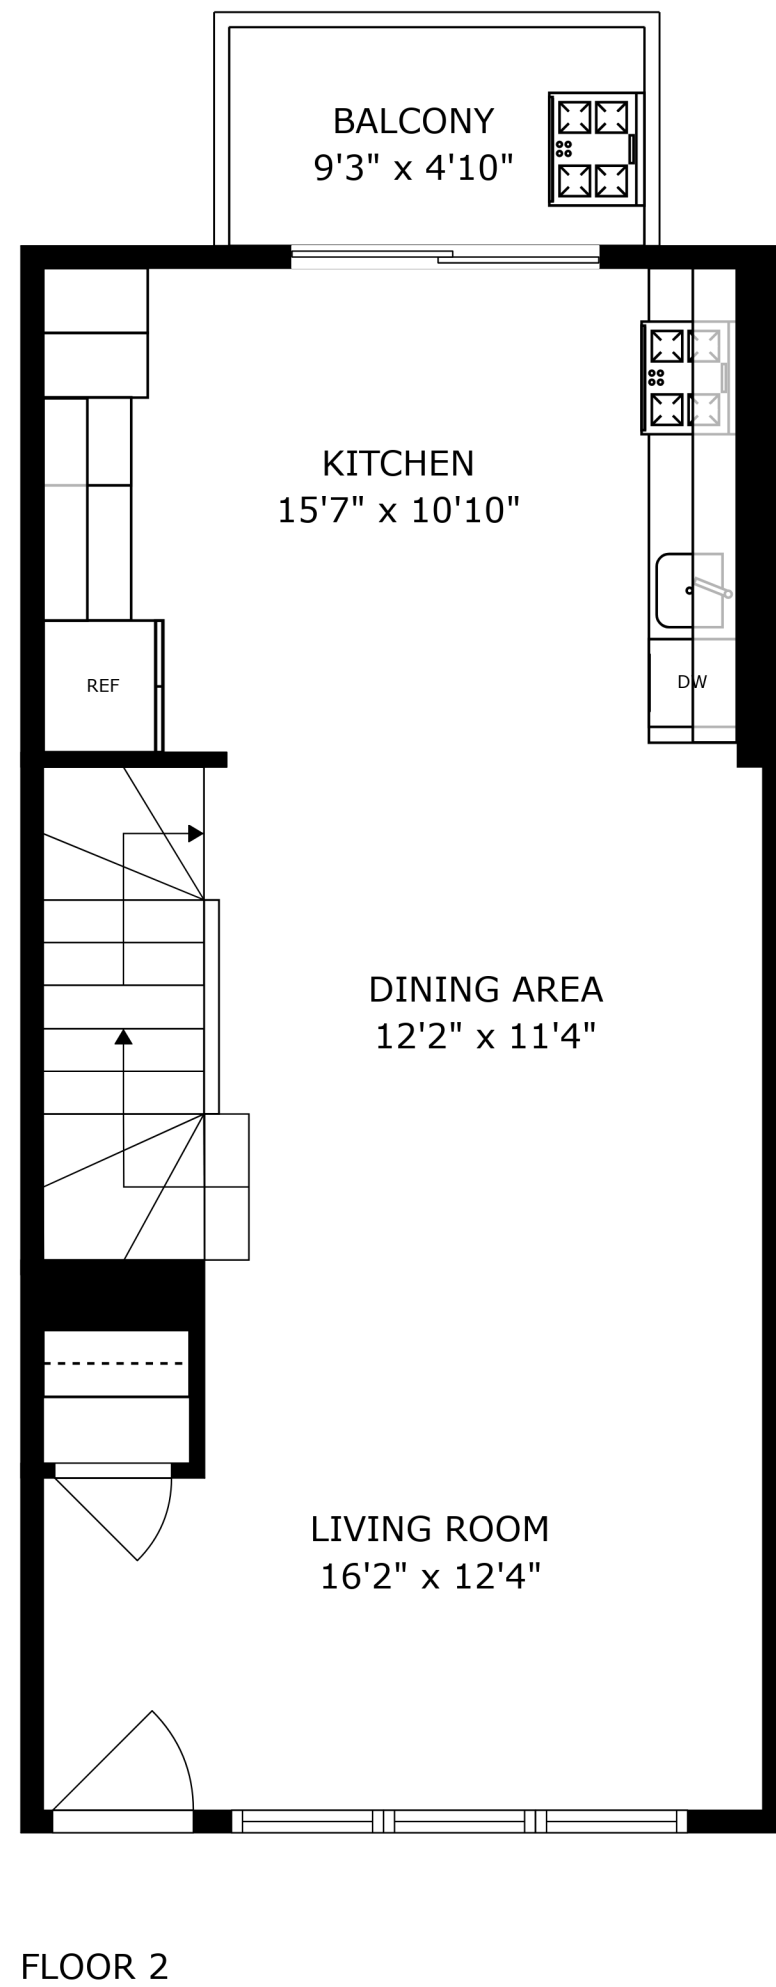 BALCONY
9'3" x 4'10"
KITCHEN
15'7" x 10'10"
REF
DW
DINING AREA
12'2" x 11'4"
LIVING ROOM
16'2" x 12'4"
FLOOR 2